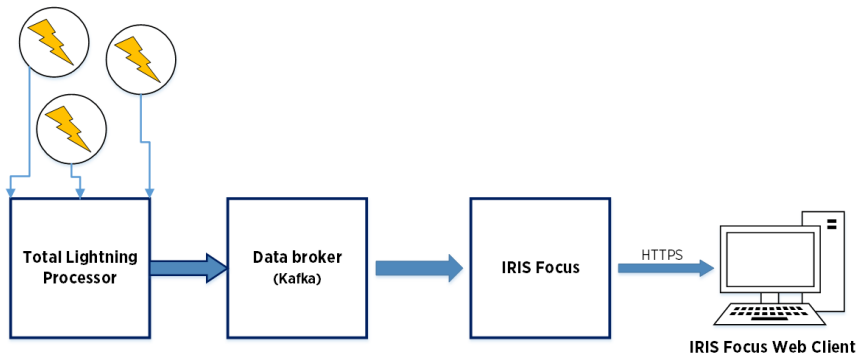 Total Lightning
Processor
Data broker
(Kafka)
IRIS Focus
HTTPS
IRIS Focus Web Client